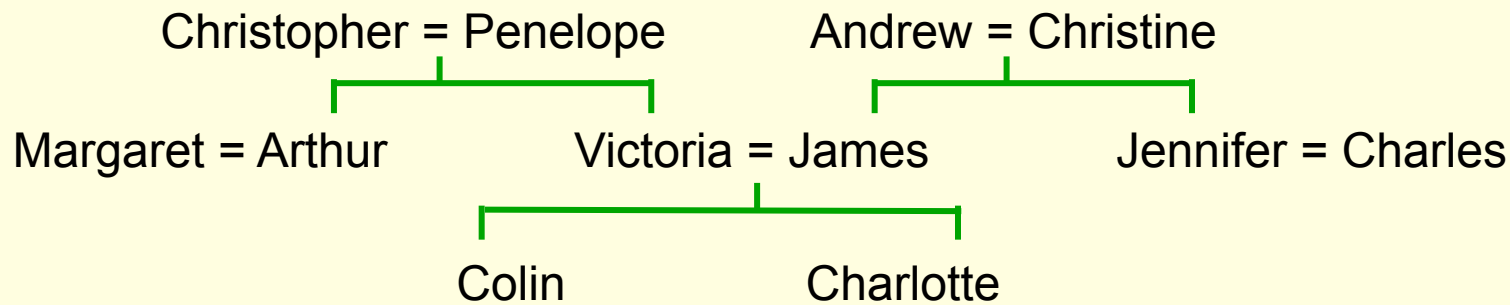 Christopher = Penelope Andrew = Christine
Margaret = Arthur Victoria = James Jennifer = Charles
Colin Charlotte